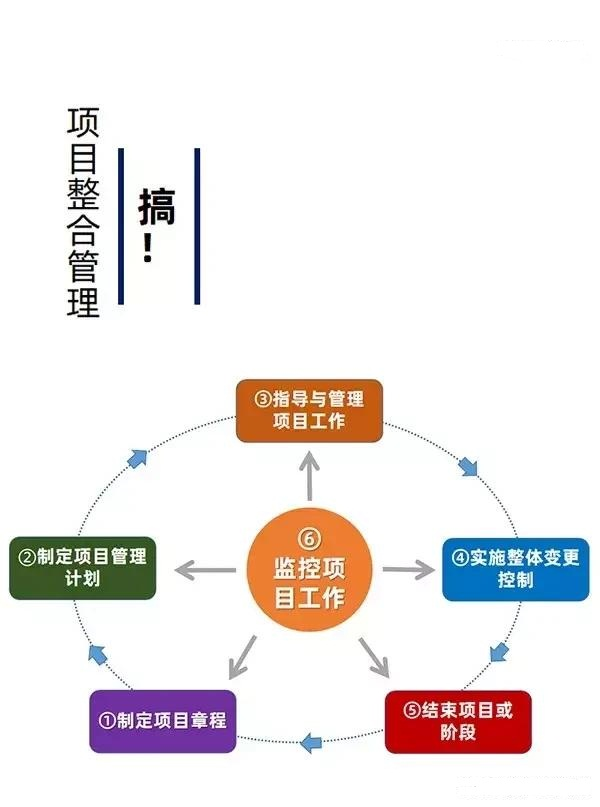 项目整合管理
搞！
③指导与管理
项目工作
②制定项目管理
计划
⑥
监控项
目工作
④实施整体变更
控制
①制定项目章程
⑤结束项目或
阶段